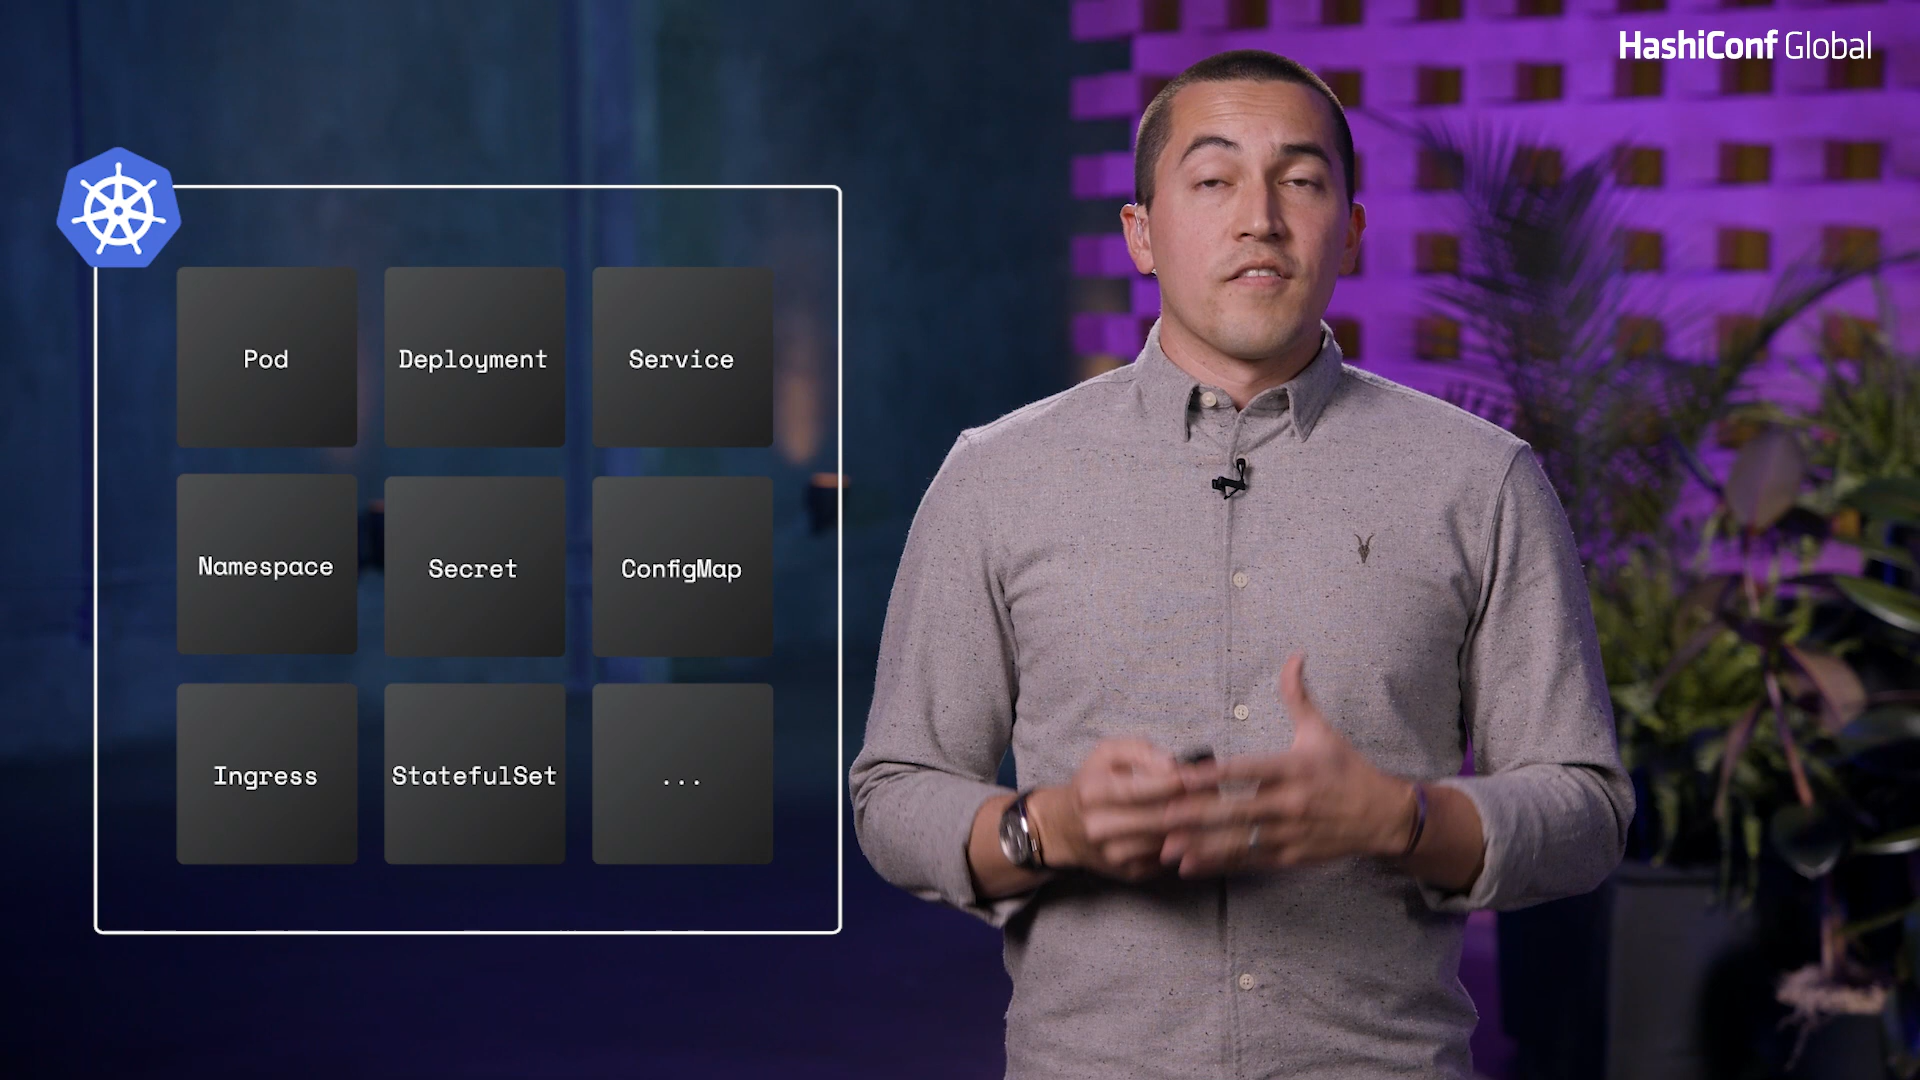 HashiConf Global
Pod
Deployment
Service
Namespace
Secret
ConfigMap
Ingress
StatefulSet
...